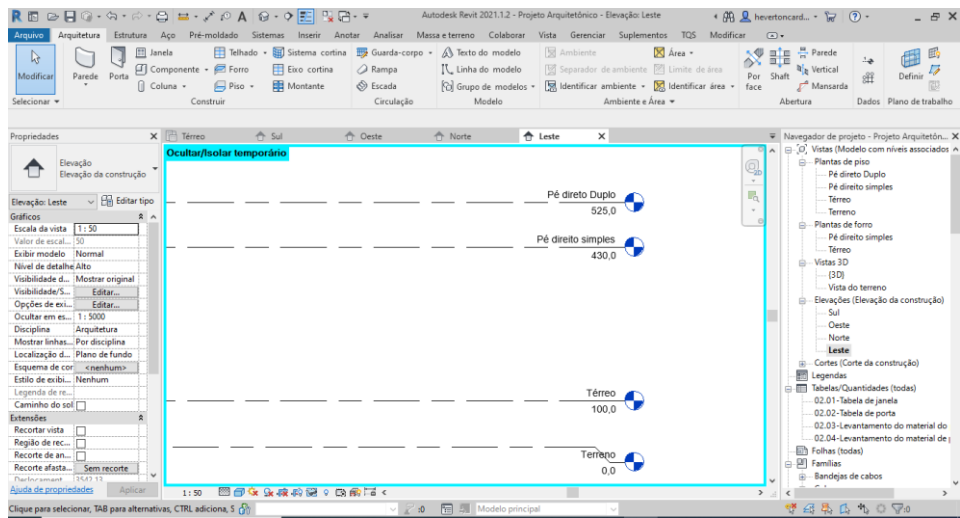 Autodesk Revit 2021.1.2 - Projeto Arquitetônico - Elevação: Leste
hevertoncard...
Arquivo Arquitetura Estrutura Aço Pré-moldado Sistemas Inserir Anotar Analisar Massa e terreno Colaborar Vista Gerenciar Suplementos TQS Modificar
Modificar
Parede
Porta
Janela
Componente
Coluna
Telhado
Forro
Piso
Sistema cortina
Eixo cortina
Montante
Guarda-corpo
Rampa
Escada
Texto do modelo
Linha do modelo
Grupo de modelos
Ambiente
Separador de ambiente
Identificar ambiente
Área
Limite de área
Identificar área
Por face
Shaft
Parede
Vertical
Mansarda
Definir
Selecionar
Construir
Circulação
Modelo
Ambiente e Área
Abertura
Dados
Plano de trabalho
Propriedades
Elevação
Elevação da construção
Elevação: Leste
Editar tipo
Gráficos
Escala da vista 1 : 50
Valor de escal... 50
Exibir modelo Normal
Nível de detalhe Alto
Visibilidade d... Mostrar original
Visibilidade/S... Editar...
Opções de exi... Editar...
Ocultar em es... 1 : 5000
Disciplina Arquitetura
Mostrar linhas... Por disciplina
Localização d... Plano de fundo
Esquema de cor <nenhum>
Estilo de exibi... Nenhum
Legenda de re...
Caminho do sol
Extensões
Recortar vista
Região de rec...
Recorte de an...
Recorte afasta... Sem recorte
Deslocament... 3547.13
Ajuda de propriedades
Aplicar
Térreo
Sul
Oeste
Norte
Leste
Ocultar/Isolar temporário
Pé direto Duplo
525,0
Pé direito simples
430,0
Térreo
100,0
Terreno
0,0
1 : 50
Navegador de projeto - Projeto Arquitetôn...
Vistas (Modelo com níveis associados
Plantas de piso
Pé direto Duplo
Pé direito simples
Térreo
Terreno
Plantas de forro
Pé direito simples
Térreo
Vistas 3D
{3D}
Vista do terreno
Elevações (Elevação da construção)
Sul
Oeste
Norte
Leste
Cortes (Corte da construção)
Legendas
Tabelas/Quantidades (todas)
02.01-Tabela de janela
02.02-Tabela de porta
02.03-Levantamento do material do
02.04-Levantamento do material de
Folhas (todas)
Famílias
Bandejas de cabos
Clique para selecionar, TAB para alternativas, CTRL adiciona, S
:0
Modelo principal
:0